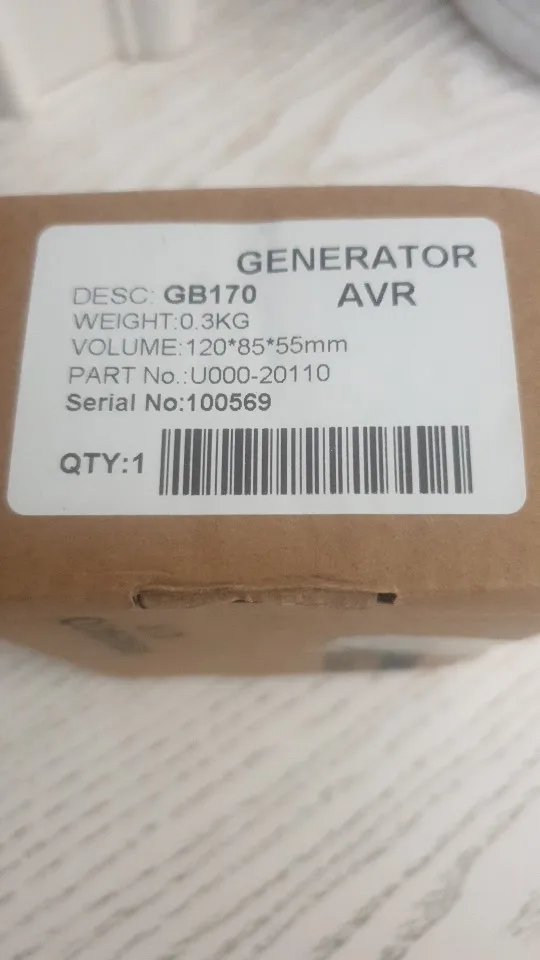 GENERATOR
DESC: GB170 AVR
WEIGHT:0.3KG
VOLUME:120*85*55mm
PART No.:U000-20110
Serial No:100569
QTY:1